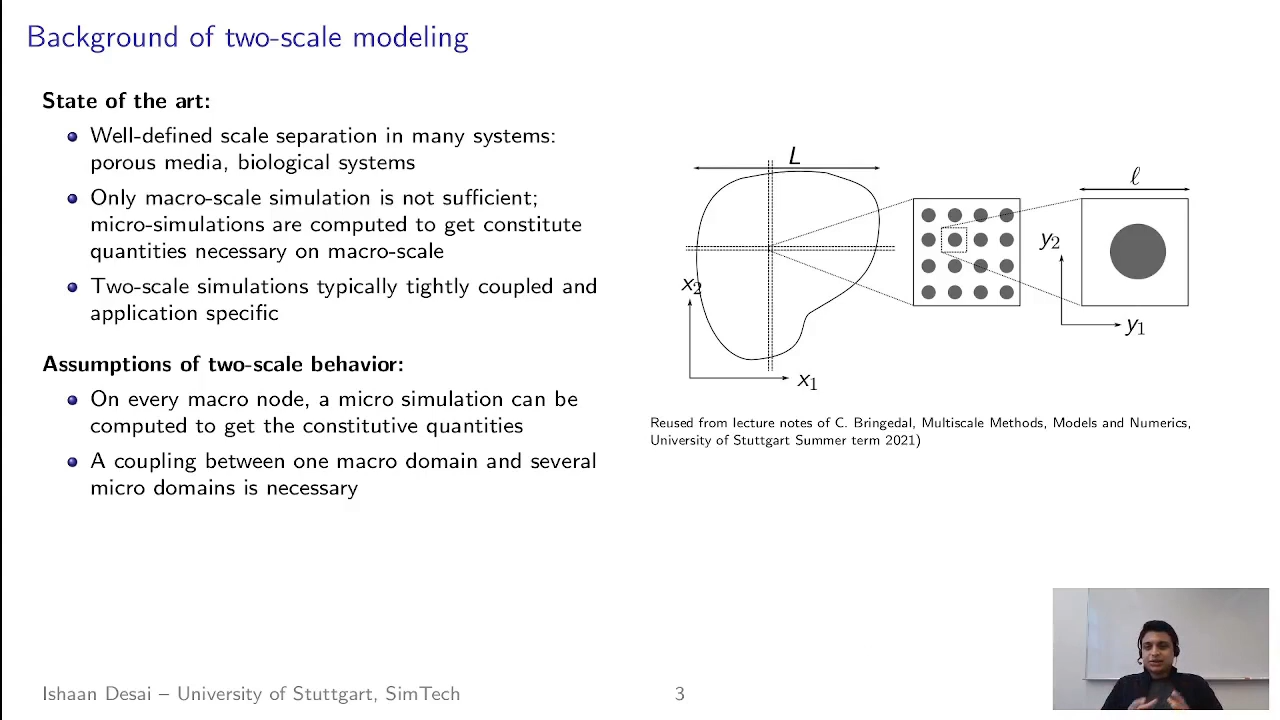 Background of two-scale modeling
State of the art:
Well-defined scale separation in many systems:
porous media, biological systems
Only macro-scale simulation is not sufficient;
micro-simulations are computed to get constitute
quantities necessary on macro-scale
Two-scale simulations typically tightly coupled and
application specific
Assumptions of two-scale behavior:
On every macro node, a micro simulation can be
computed to get the constitutive quantities
A coupling between one macro domain and several
micro domains is necessary
L
x2
x1
ℓ
y2
y1
Reused from lecture notes of C. Bringedal, Multiscale Methods, Models and Numerics,
University of Stuttgart Summer term 2021)
Ishaan Desai – University of Stuttgart, SimTech
3